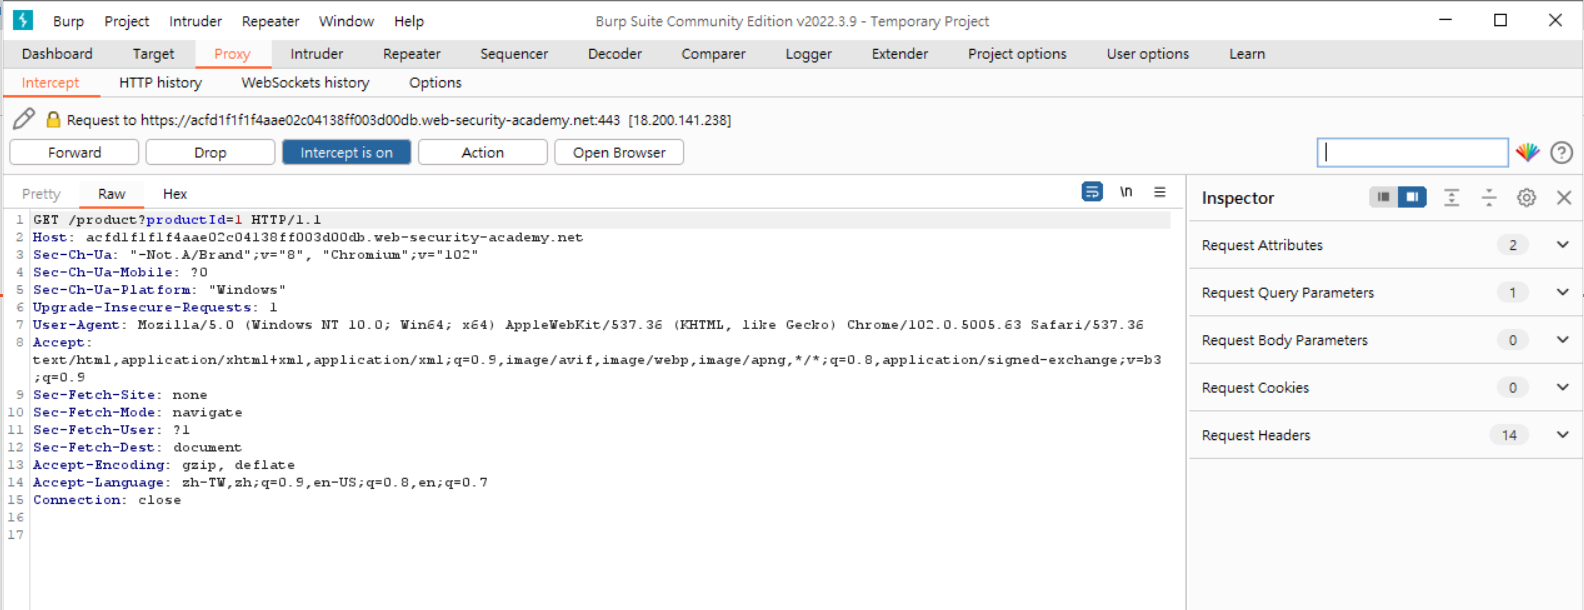 Burp Project Intruder Repeater Window Help Burp Suite Community Edition v2022.3.9 - Temporary Project
Dashboard Target Proxy Intruder Repeater Sequencer Decoder Comparer Logger Extender Project options User options Learn
Intercept HTTP history WebSockets history Options
Request to https://acfd1f1f1f4aae02c04138ff003d00db.web-security-academy.net:443 [18.200.141.238]
Forward Drop Intercept is on Action Open Browser
Pretty Raw Hex \n
1 GET /product?productId=1 HTTP/1.1
2 Host: acfd1f1f1f4aae02c04138ff003d00db.web-security-academy.net
3 Sec-Ch-Ua: "-Not.A/Brand";v="8", "Chromium";v="102"
4 Sec-Ch-Ua-Mobile: ?0
5 Sec-Ch-Ua-Platform: "Windows"
6 Upgrade-Insecure-Requests: 1
7 User-Agent: Mozilla/5.0 (Windows NT 10.0; Win64; x64) AppleWebKit/537.36 (KHTML, like Gecko) Chrome/102.0.5005.63 Safari/537.36
8 Accept:
text/html,application/xhtml+xml,application/xml;q=0.9,image/avif,image/webp,image/apng,*/*;q=0.8,application/signed-exchange;v=b3
;q=0.9
9 Sec-Fetch-Site: none
10 Sec-Fetch-Mode: navigate
11 Sec-Fetch-User: ?1
12 Sec-Fetch-Dest: document
13 Accept-Encoding: gzip, deflate
14 Accept-Language: zh-TW,zh;q=0.9,en-US;q=0.8,en;q=0.7
15 Connection: close
16
17
Inspector
Request Attributes 2
Request Query Parameters 1
Request Body Parameters 0
Request Cookies 0
Request Headers 14